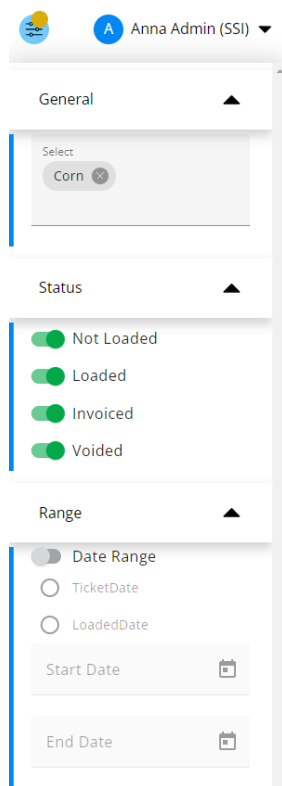 A Anna Admin (SSI)
General
Select
Corn
Status
Not Loaded
Loaded
Invoiced
Voided
Range
Date Range
TicketDate
LoadedDate
Start Date
End Date